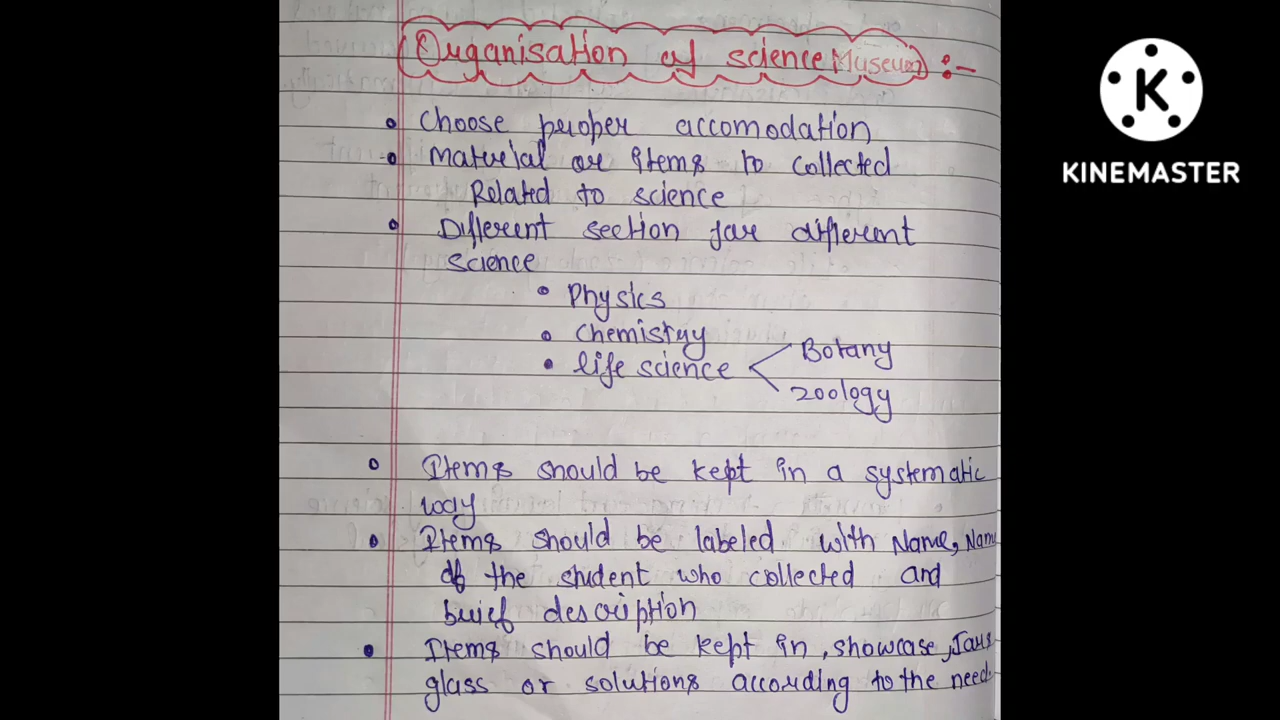 Organisation of science Museum :-
• Choose proper accomodation
• Material or items to collected
Related to science
• Different section for different
science
• Physics
• Chemistry
• life science < Botany
Zoology
• Items should be kept in a systematic
way
• Items should be labeled with Name, Name
of the student who collected and
brief description
• Items should be kept in, showcase, Jars
glass or solutions according to the need.
K
KINEMASTER